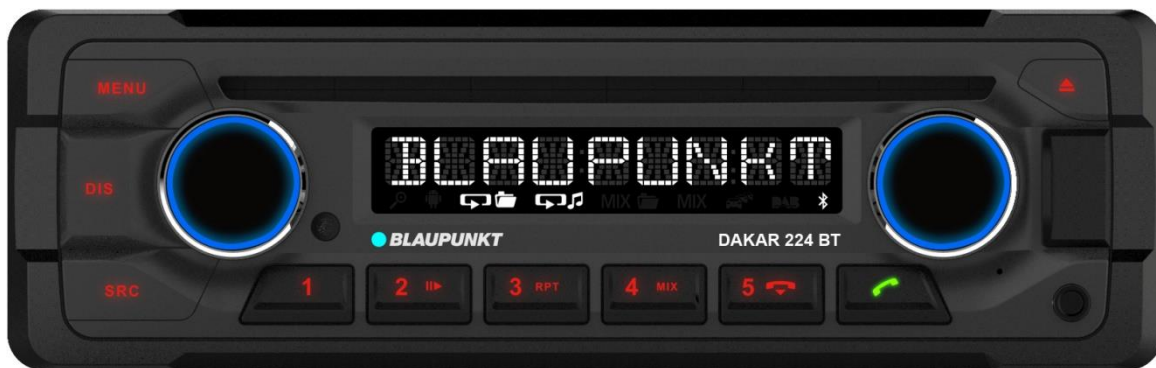 MENU
BLAUPUNKT
DIS
MIX MIX DAB
BLAUPUNKT DAKAR 224 BT
SRC
1 2 3 RPT 4 MIX 5